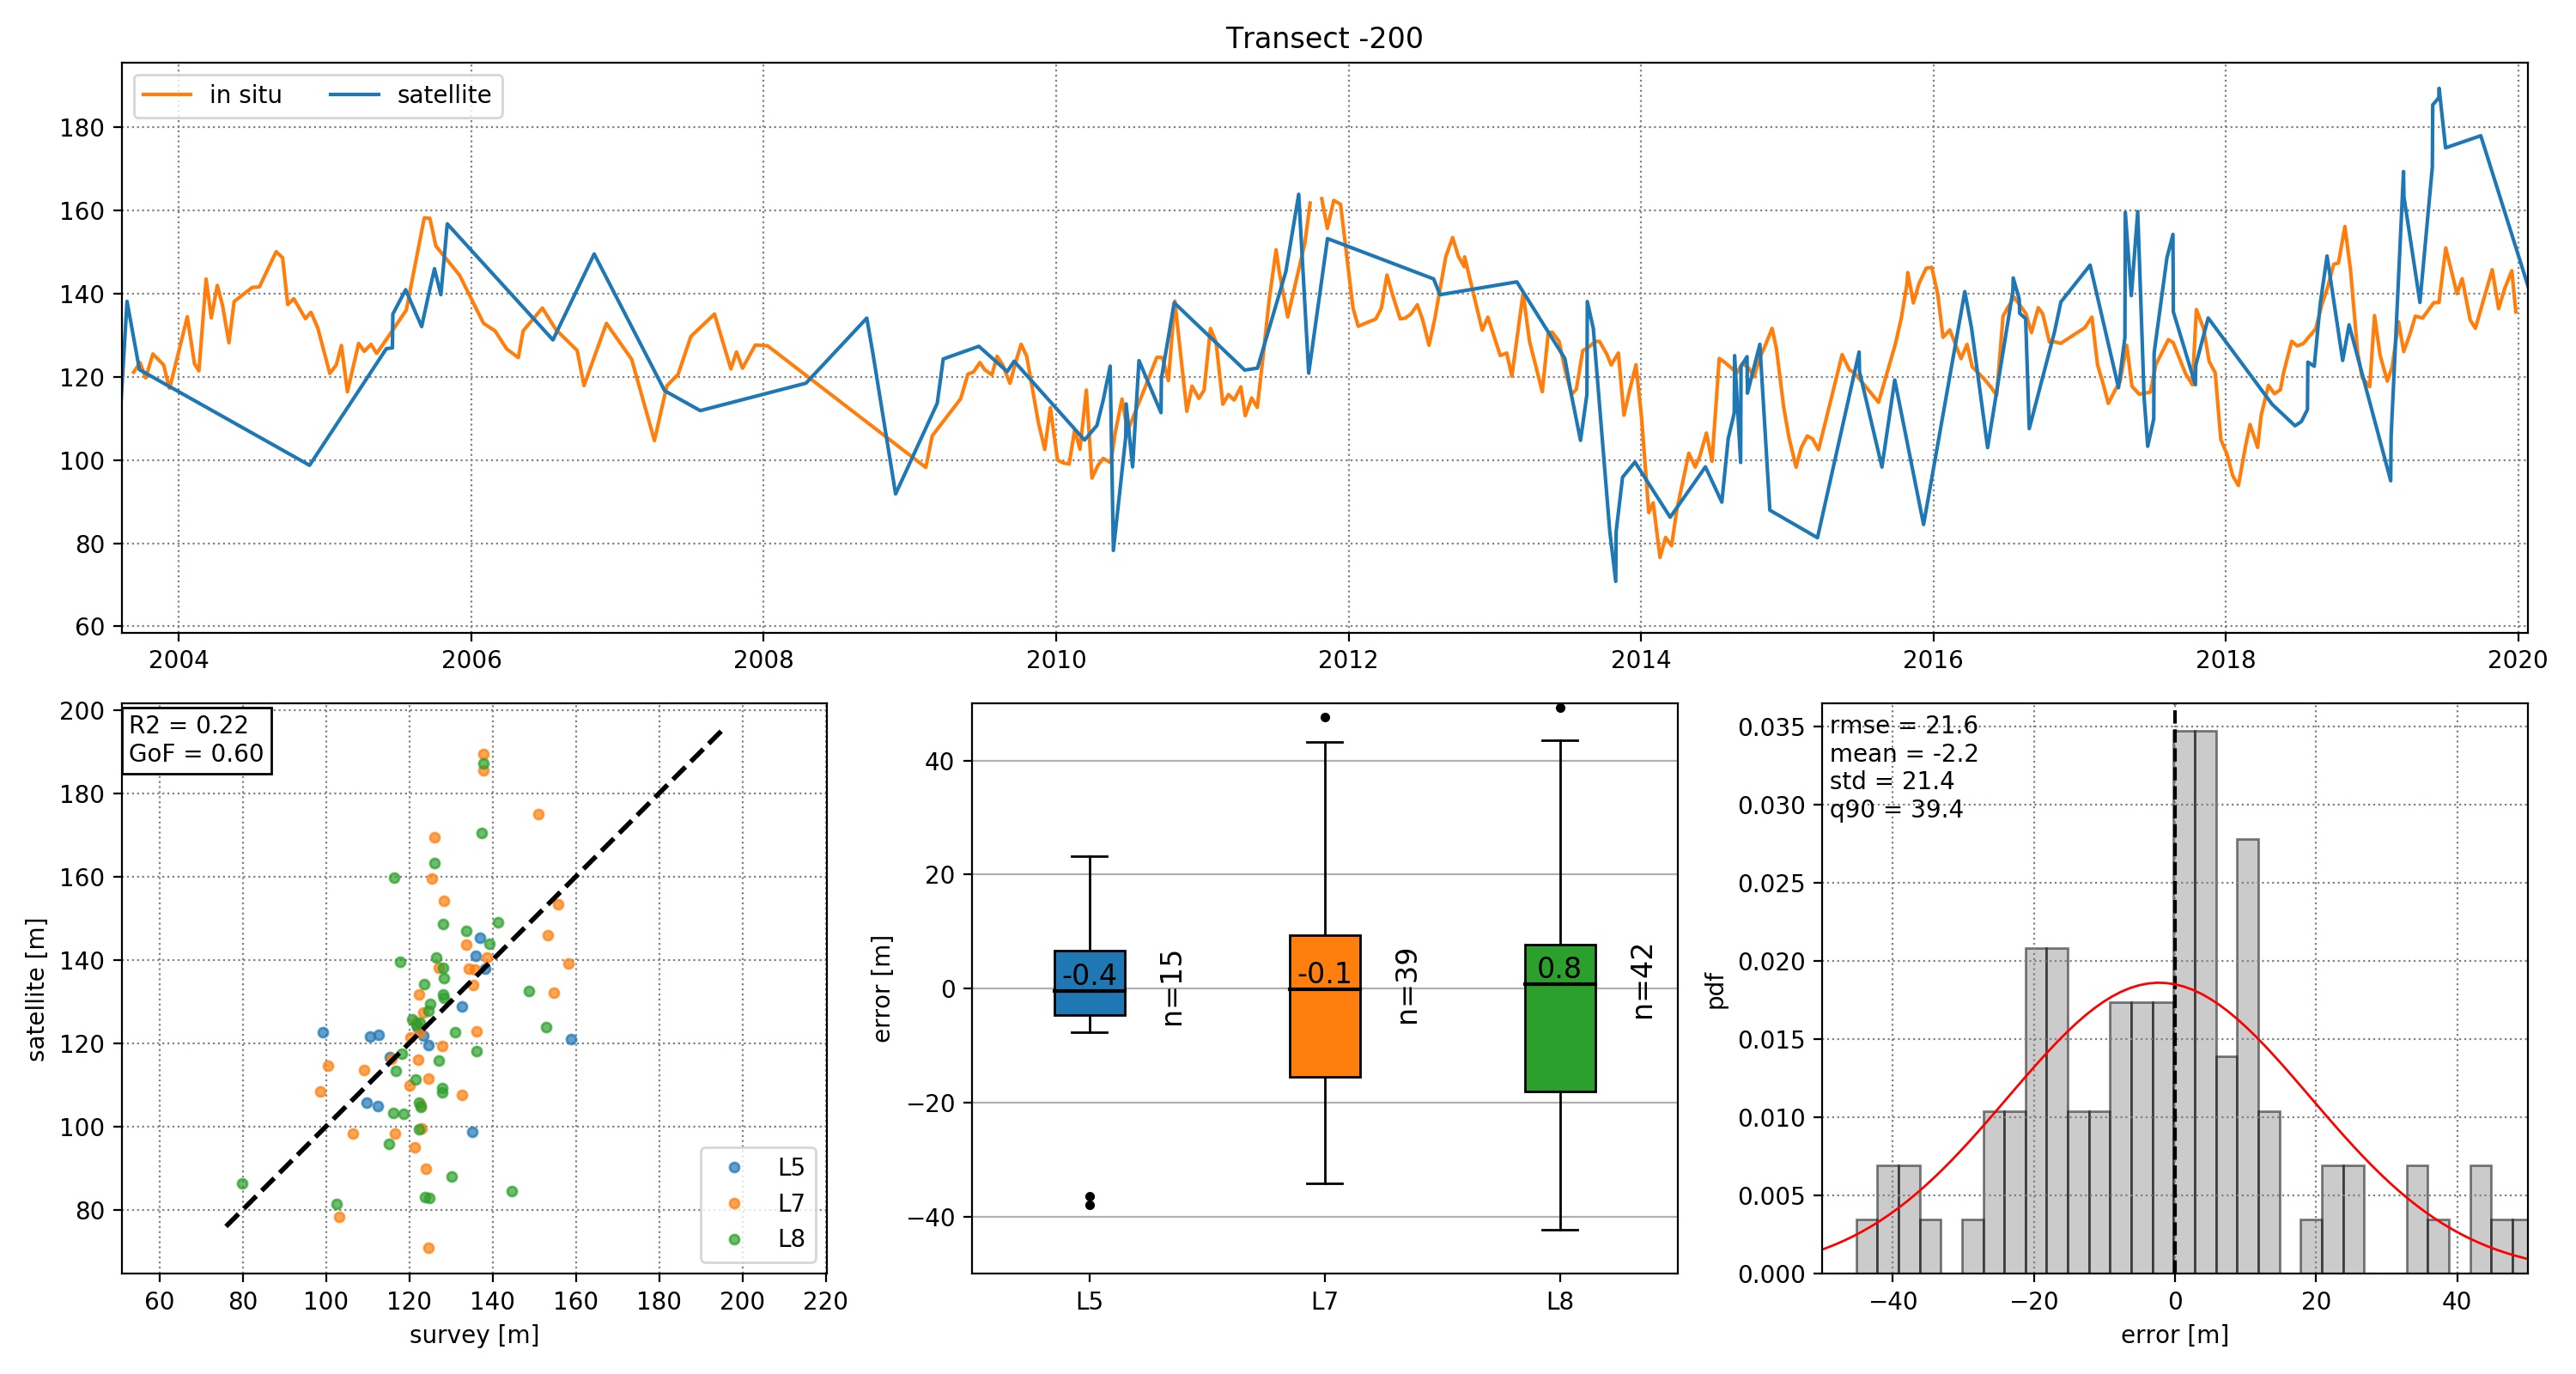 Transect -200
in situ satellite
180
160
140
120
100
80
60
2004 2006 2008 2010 2012 2014 2016 2018 2020
R2 = 0.22
GoF = 0.60
200
180
160
140
120
100
80
satellite [m]
60 80 100 120 140 160 180 200 220
survey [m]
L5
L7
L8
error [m]
40
20
0
−20
−40
-0.4
n=15
-0.1
n=39
0.8
n=42
L5 L7 L8
rmse = 21.6
mean = -2.2
std = 21.4
q90 = 39.4
pdf
0.035
0.030
0.025
0.020
0.015
0.010
0.005
0.000
−40 −20 0 20 40
error [m]